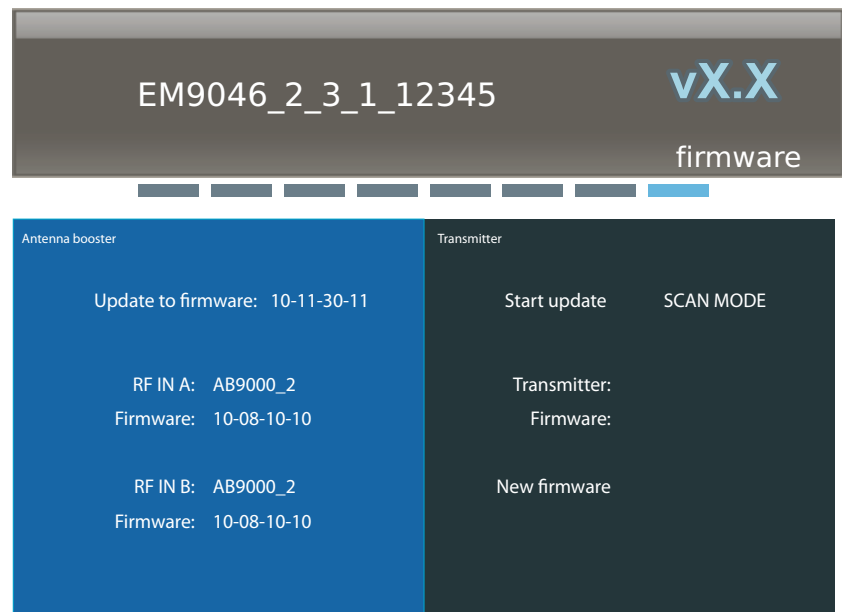 EM9046_2_3_1_12345
vX.X
firmware
Antenna booster
Update to firmware: 10-11-30-11
RF IN A: AB9000_2
Firmware: 10-08-10-10
RF IN B: AB9000_2
Firmware: 10-08-10-10
Transmitter
Start update SCAN MODE
Transmitter:
Firmware:
New firmware